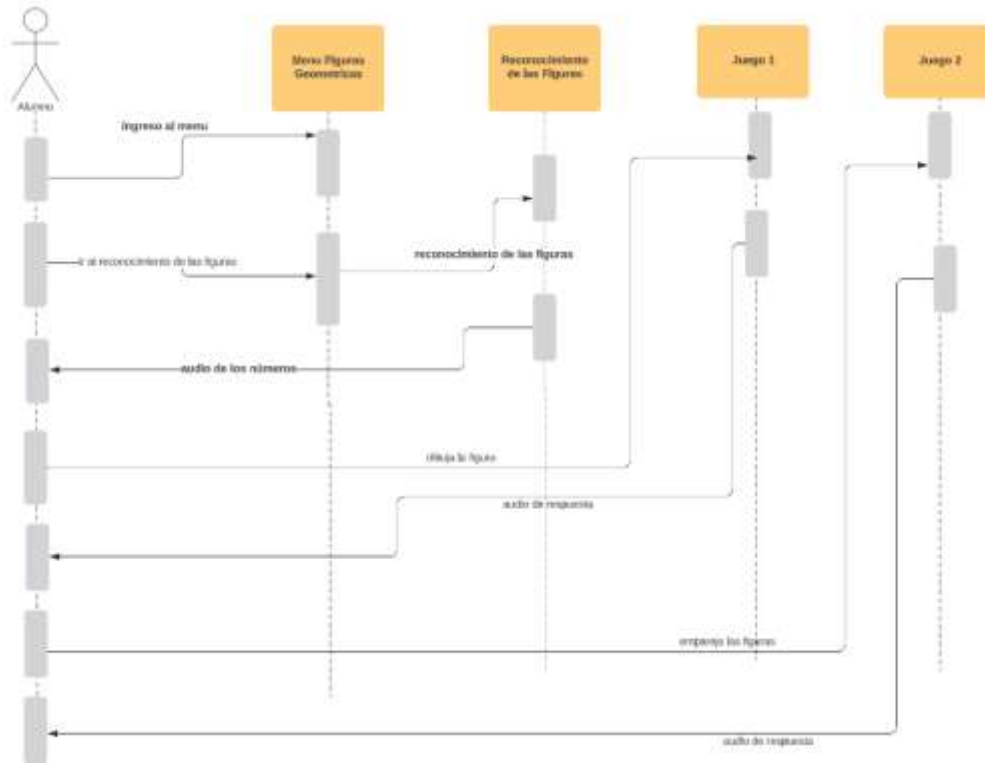 Alumno
Menu Figuras
Geometricas
Reconocimiento
de las Figuras
Juego 1
Juego 2
ingreso al menu
ir al reconocimiento de las figuras
reconocimiento de las figuras
audio de los números
dibuja la figura
audio de respuesta
empareja las figuras
audio de respuesta